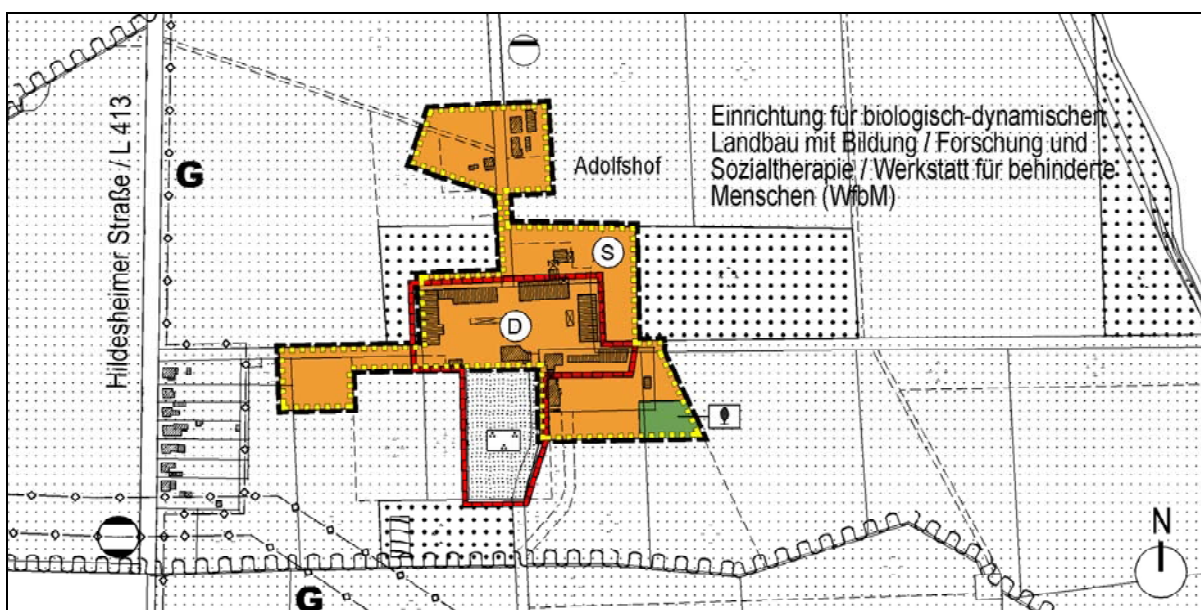 Hildesheimer Straße / L 413
G
Adolfshof
Einrichtung für biologisch-dynamischen
Landbau mit Bildung / Forschung und
Sozialtherapie / Werkstatt für behinderte
Menschen (WfbM)
S
D
N
G